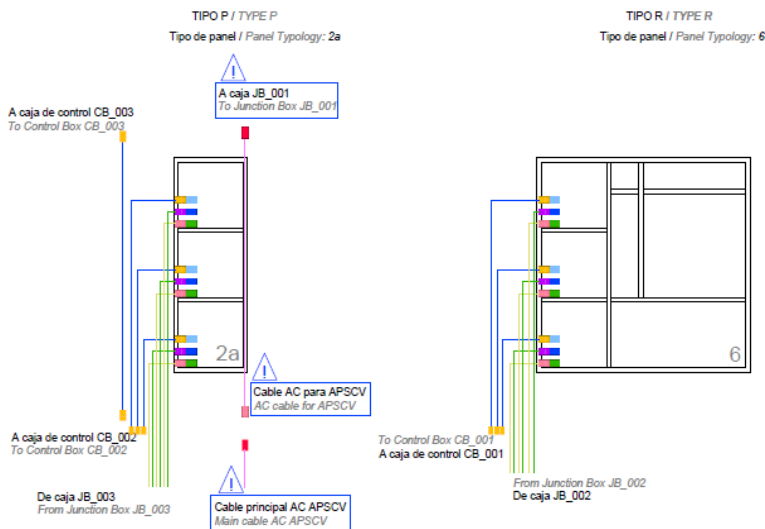 TIPO P / TYPE P
Tipo de panel / Panel Typology: 2a
A caja JB_001
To Junction Box JB_001
A caja de control CB_003
To Control Box CB_003
2a
Cable AC para APSCV
AC cable for APSCV
A caja de control CB_002
To Control Box CB_002
De caja JB_003
From Junction Box JB_003
Cable principal AC APSCV
Main cable AC APSCV
TIPO R / TYPE R
Tipo de panel / Panel Typology: 6
6
To Control Box CB_001
A caja de control CB_001
From Junction Box JB_002
De caja JB_002